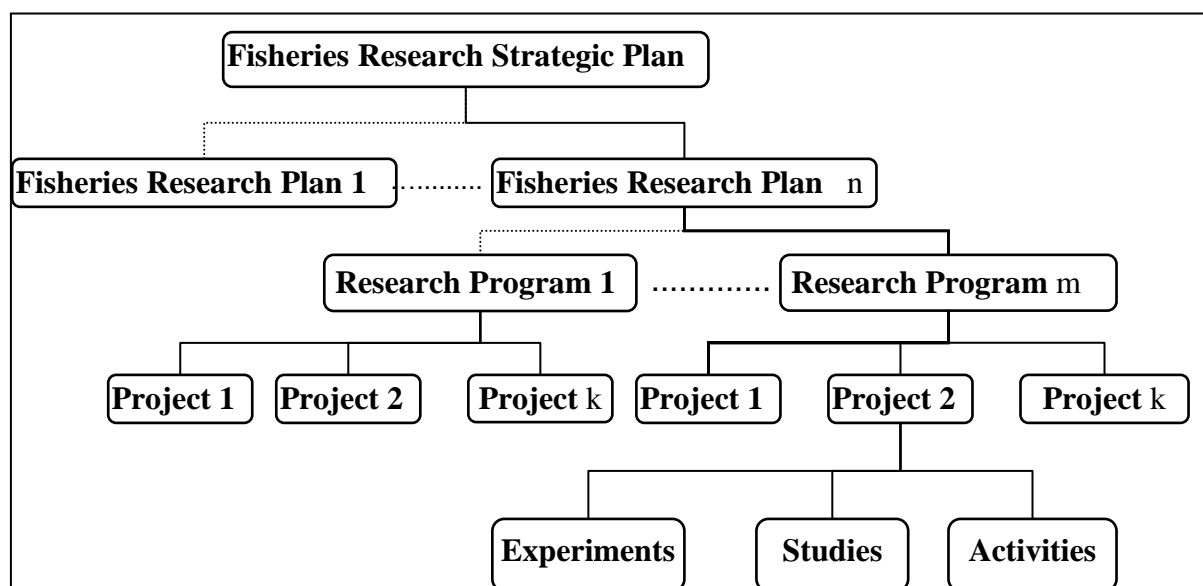 Fisheries Research Strategic Plan
Fisheries Research Plan 1 ........... Fisheries Research Plan n
Research Program 1 ............. Research Program m
Project 1 Project 2 Project k Project 1 Project 2 Project k
Experiments Studies Activities